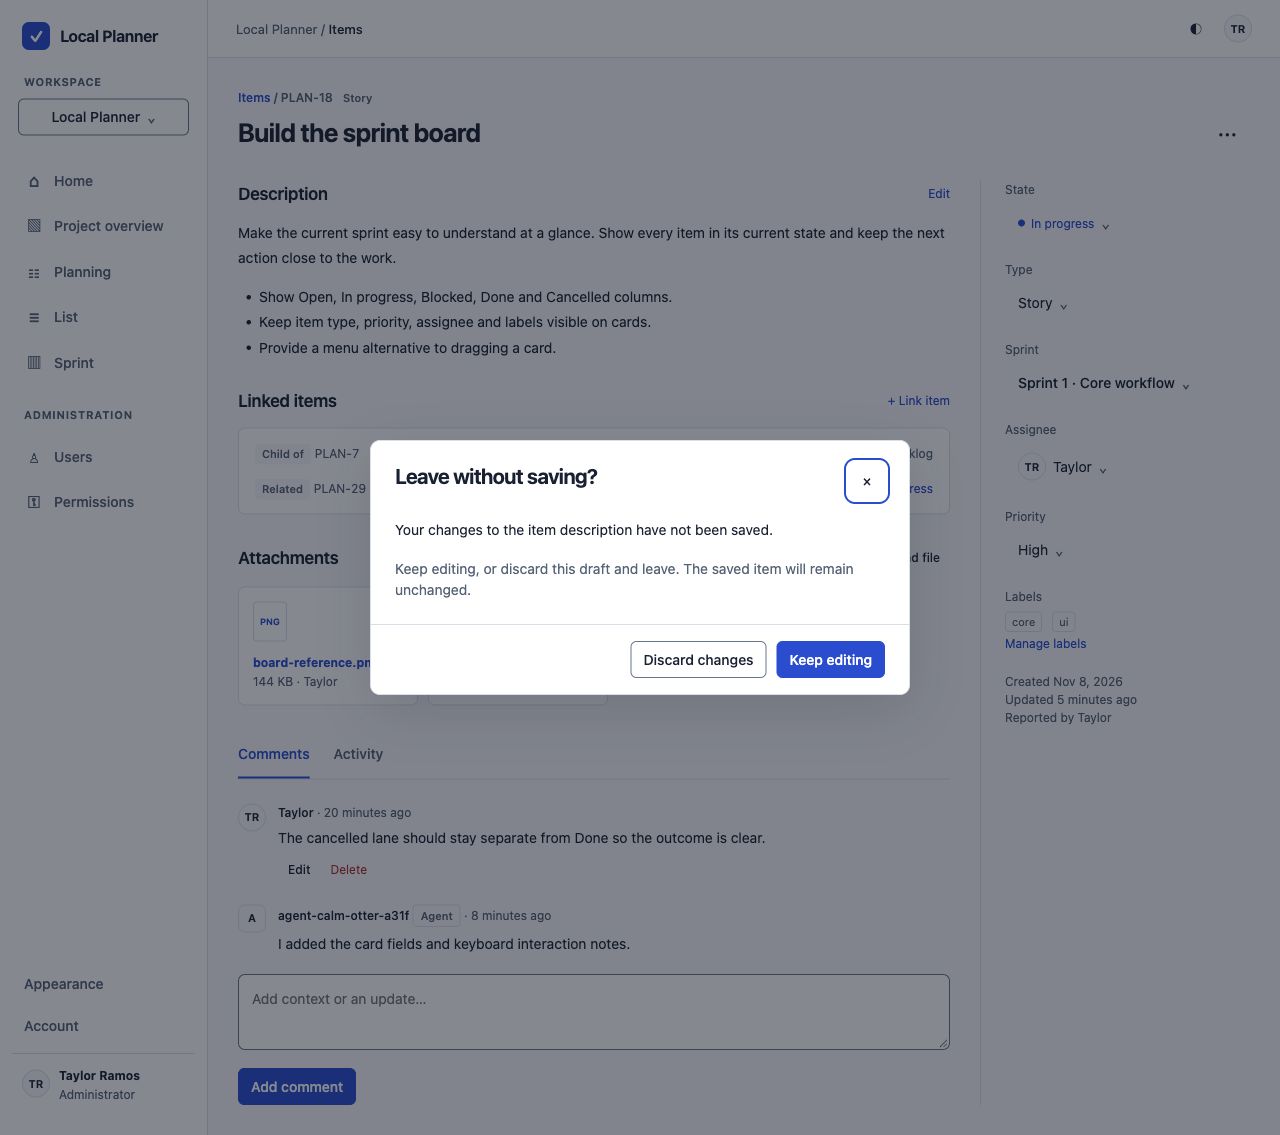 Local Planner
WORKSPACE
Local Planner
Home
Project overview
Planning
List
Sprint
ADMINISTRATION
Users
Permissions
Appearance
Account
TR
Taylor Ramos
Administrator
Local Planner / Items
TR
Items / PLAN-18 Story
Build the sprint board
Description
Edit
Make the current sprint easy to understand at a glance. Show every item in its current state and keep the next
action close to the work.
• Show Open, In progress, Blocked, Done and Cancelled columns.
• Keep item type, priority, assignee and labels visible on cards.
• Provide a menu alternative to dragging a card.
Linked items
+ Link item
Child of PLAN-7
Related PLAN-29
Attachments
file
PNG
144 KB · Taylor
Leave without saving?
×
Your changes to the item description have not been saved.
Keep editing, or discard this draft and leave. The saved item will remain
unchanged.
Discard changes
Keep editing
Comments
Activity
TR
Taylor · 20 minutes ago
The cancelled lane should stay separate from Done so the outcome is clear.
Edit
Delete
A
agent-calm-otter-a31f Agent · 8 minutes ago
I added the card fields and keyboard interaction notes.
Add context or an update...
Add comment
State
In progress
Type
Story
Sprint
Sprint 1 · Core workflow
Assignee
TR Taylor
Priority
High
Labels
core ui
Manage labels
Created Nov 8, 2026
Updated 5 minutes ago
Reported by Taylor